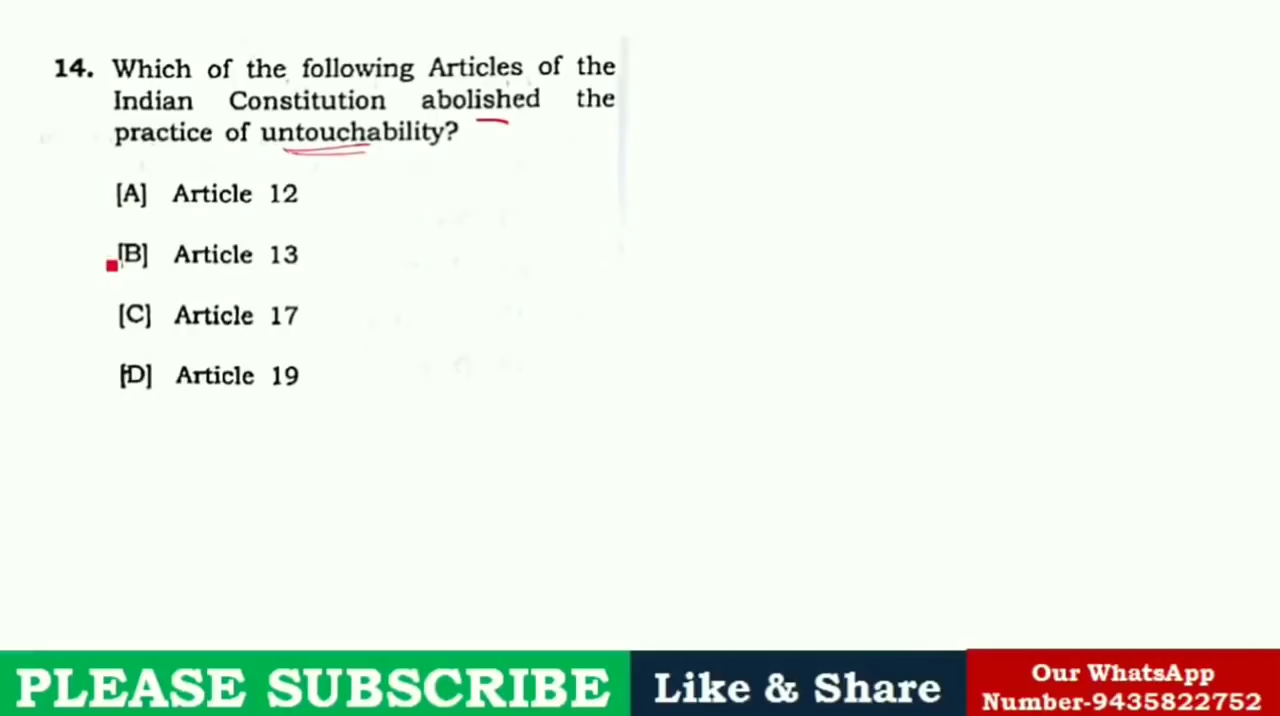 14. Which of the following Articles of the
Indian Constitution abolished the
practice of untouchability?
[A] Article 12
[B] Article 13
[C] Article 17
[D] Article 19
PLEASE SUBSCRIBE
Like & Share
Our WhatsApp
Number-9435822752